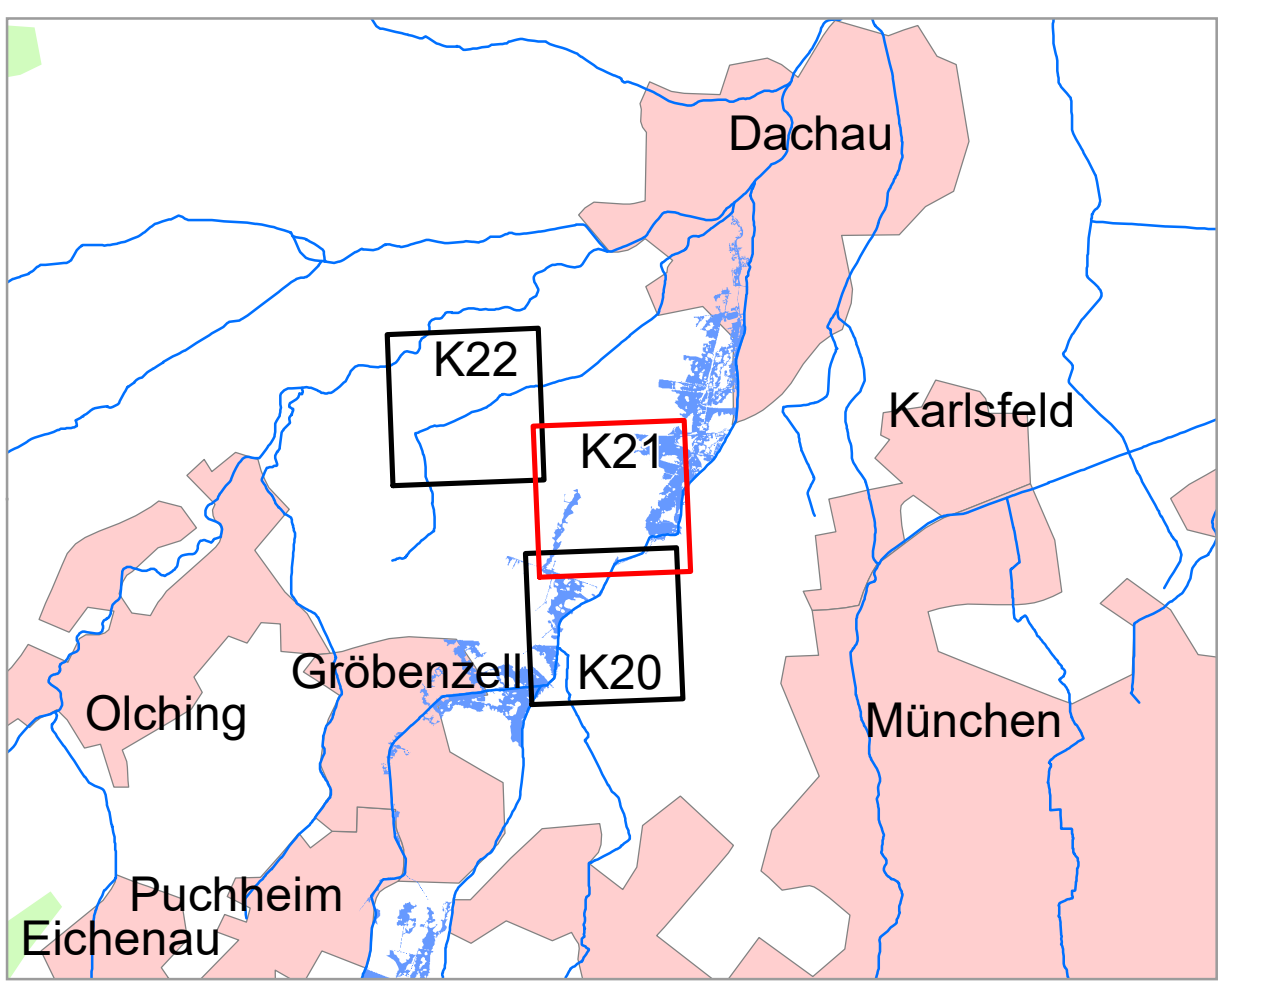 Dachau
K22
Karlsfeld
K21
Gröbenzell
K20
Olching
München
Puchheim
Eichenau